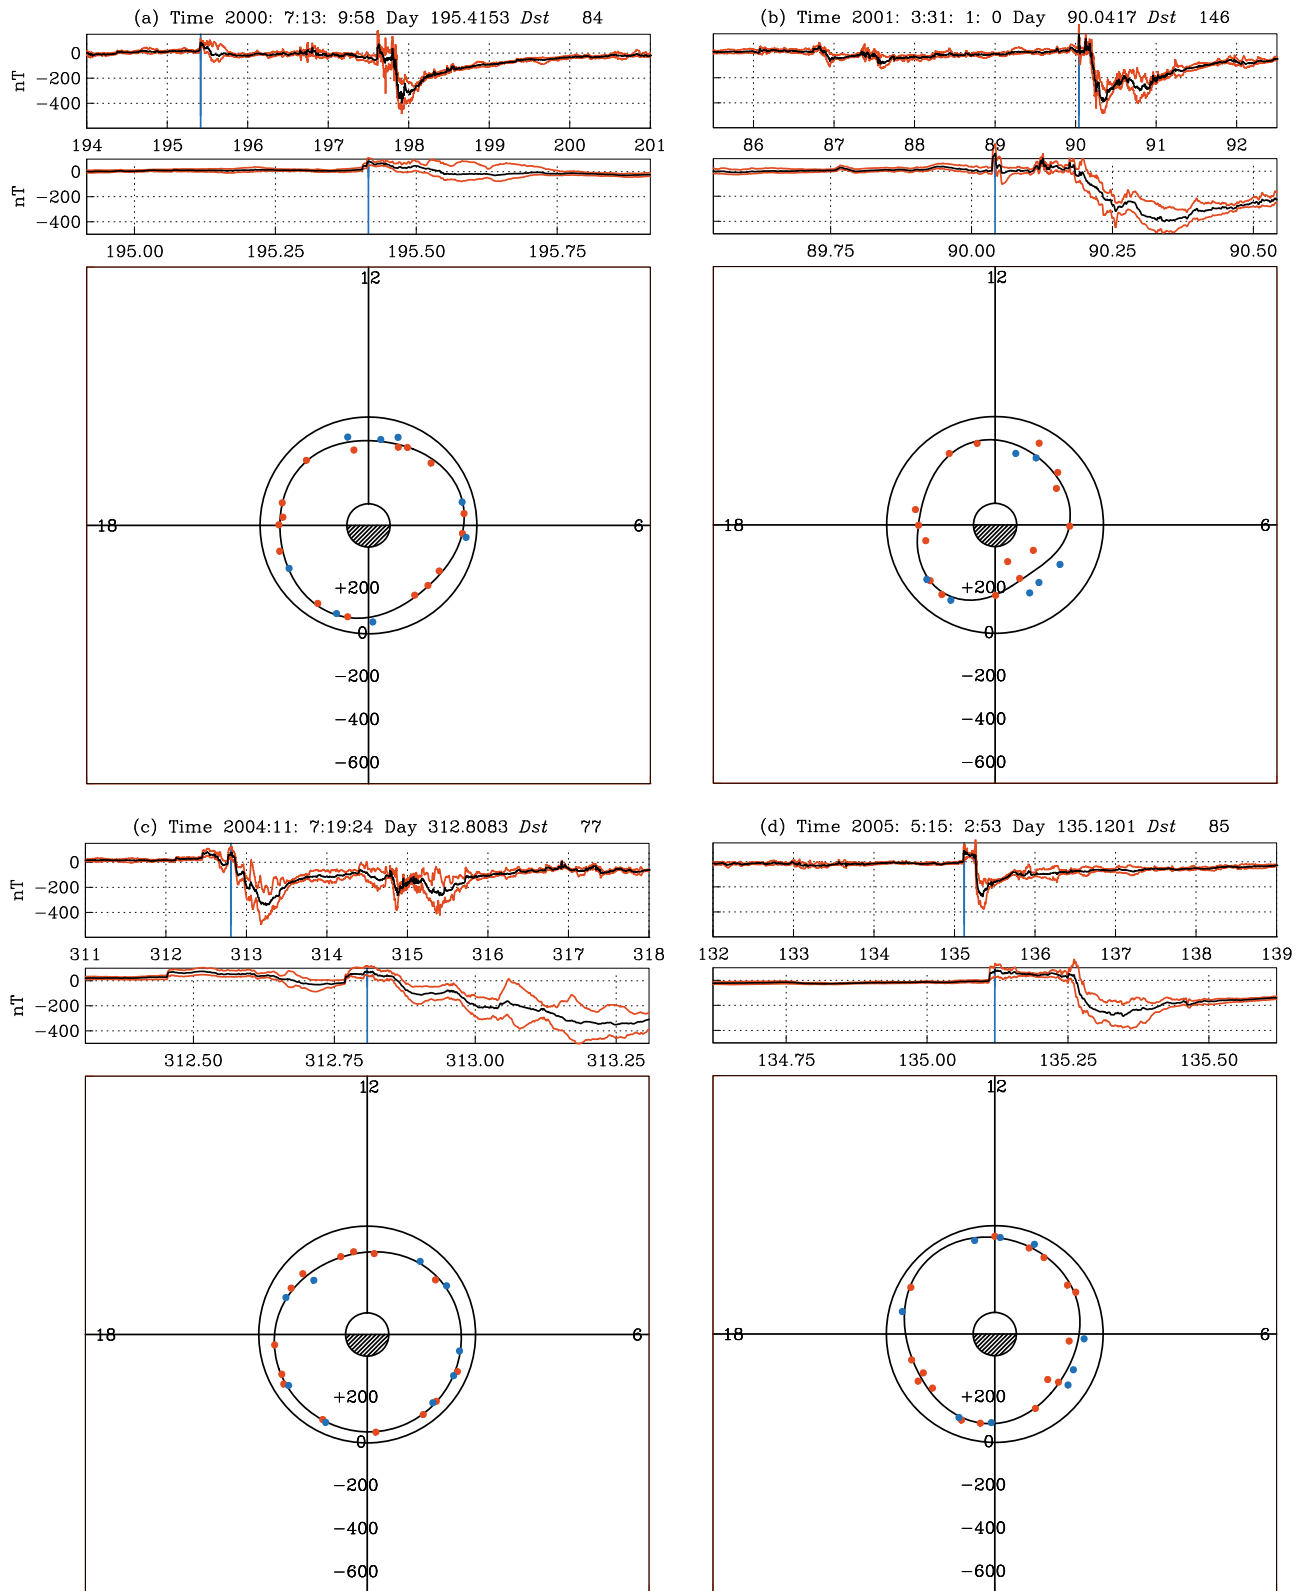 (a) Time 2000: 7:13: 9:58 Day 195.4153 Dst 84
0
−200
−400
nT
194 195 196 197 198 199 200 201
0
−200
−400
nT
195.00 195.25 195.50 195.75
12
18 6
+200
0
−200
−400
−600
(b) Time 2001: 3:31: 1: 0 Day 90.0417 Dst 146
86 87 88 89 90 91 92
89.75 90.00 90.25 90.50
12
18 6
+200
0
−200
−400
−600
(c) Time 2004:11: 7:19:24 Day 312.8083 Dst 77
0
−200
−400
nT
311 312 313 314 315 316 317 318
0
−200
−400
nT
312.50 312.75 313.00 313.25
12
18 6
+200
0
−200
−400
−600
(d) Time 2005: 5:15: 2:53 Day 135.1201 Dst 85
132 133 134 135 136 137 138 139
134.75 135.00 135.25 135.50
12
18 6
+200
0
−200
−400
−600